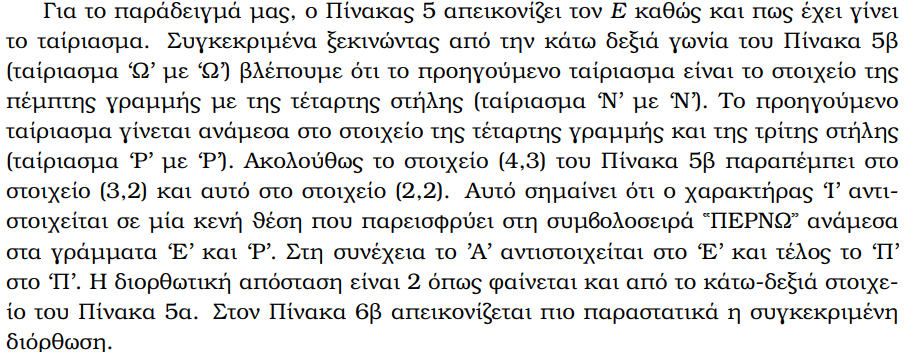 Για το παράδειγμά μας, ο Πίνακας 5 απεικονίζει τον E καθώς και πως έχει γίνει
το ταίριασμα. Συγκεκριμένα ξεκινώντας από την κάτω δεξιά γωνία του Πίνακα 5β
(ταίριασμα ‘Ω’ με ‘Ω’) βλέπουμε ότι το προηγούμενο ταίριασμα είναι το στοιχείο της
πέμπτης γραμμής με της τέταρτης στήλης (ταίριασμα ‘Ν’ με ‘Ν’). Το προηγούμενο
ταίριασμα γίνεται ανάμεσα στο στοιχείο της τέταρτης γραμμής και της τρίτης στήλης
(ταίριασμα ‘Ρ’ με ‘Ρ’). Ακολούθως το στοιχείο (4,3) του Πίνακα 5β παραπέμπει στο
στοιχείο (3,2) και αυτό στο στοιχείο (2,2). Αυτό σημαίνει ότι ο χαρακτήρας ‘Ι’ αντι-
στοιχείται σε μία κενή θέση που παρεισφρύει στη συμβολοσειρά “ΠΕΡΝΩ” ανάμεσα
στα γράμματα ‘Ε’ και ‘Ρ’. Στη συνέχεια το ’Α’ αντιστοιχείται στο ‘Ε’ και τέλος το ‘Π’
στο ‘Π’. Η διορθωτική απόσταση είναι 2 όπως φαίνεται και από το κάτω-δεξιά στοιχε-
ίο του Πίνακα 5α. Στον Πίνακα 6β απεικονίζεται πιο παραστατικά η συγκεκριμένη
διόρθωση.